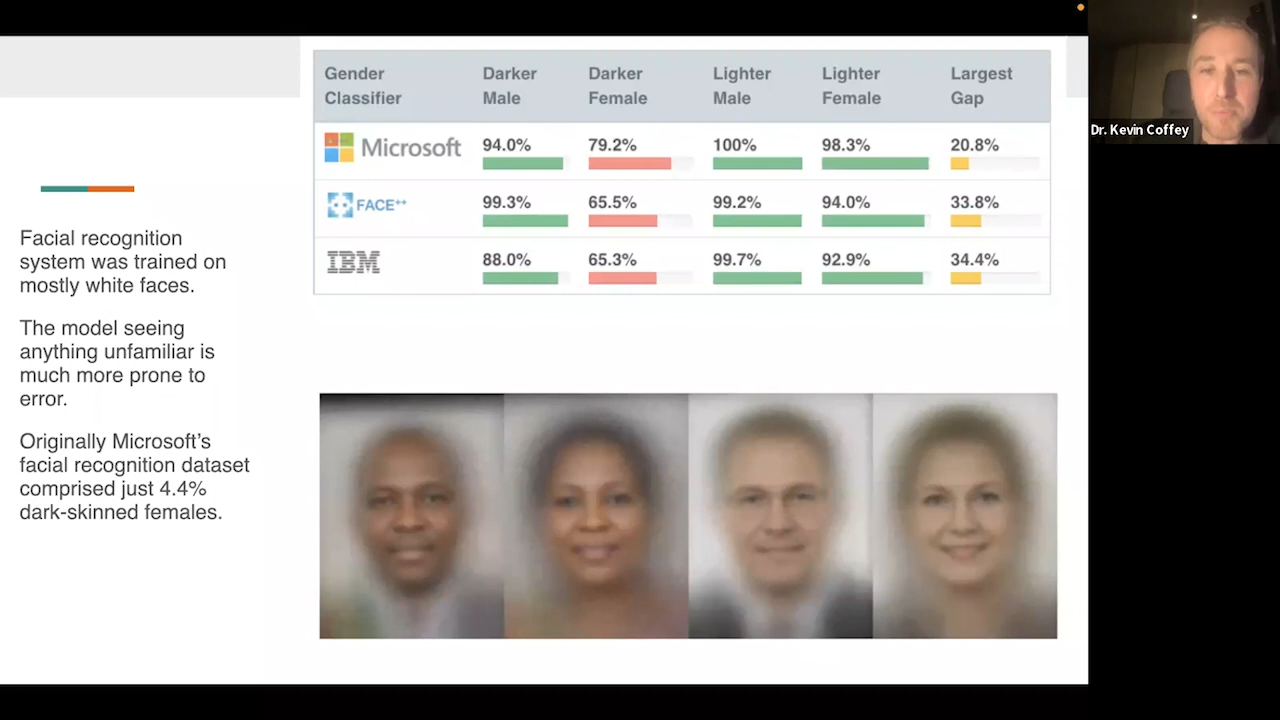 Gender Classifier
Darker Male
Darker Female
Lighter Male
Lighter Female
Largest Gap
Microsoft
94.0%
79.2%
100%
98.3%
20.8%
FACE++
99.3%
65.5%
99.2%
94.0%
33.8%
IBM
88.0%
65.3%
99.7%
92.9%
34.4%
Facial recognition
system was trained on
mostly white faces.
The model seeing
anything unfamiliar is
much more prone to
error.
Originally Microsoft's
facial recognition dataset
comprised just 4.4%
dark-skinned females.
Dr. Kevin Coffey